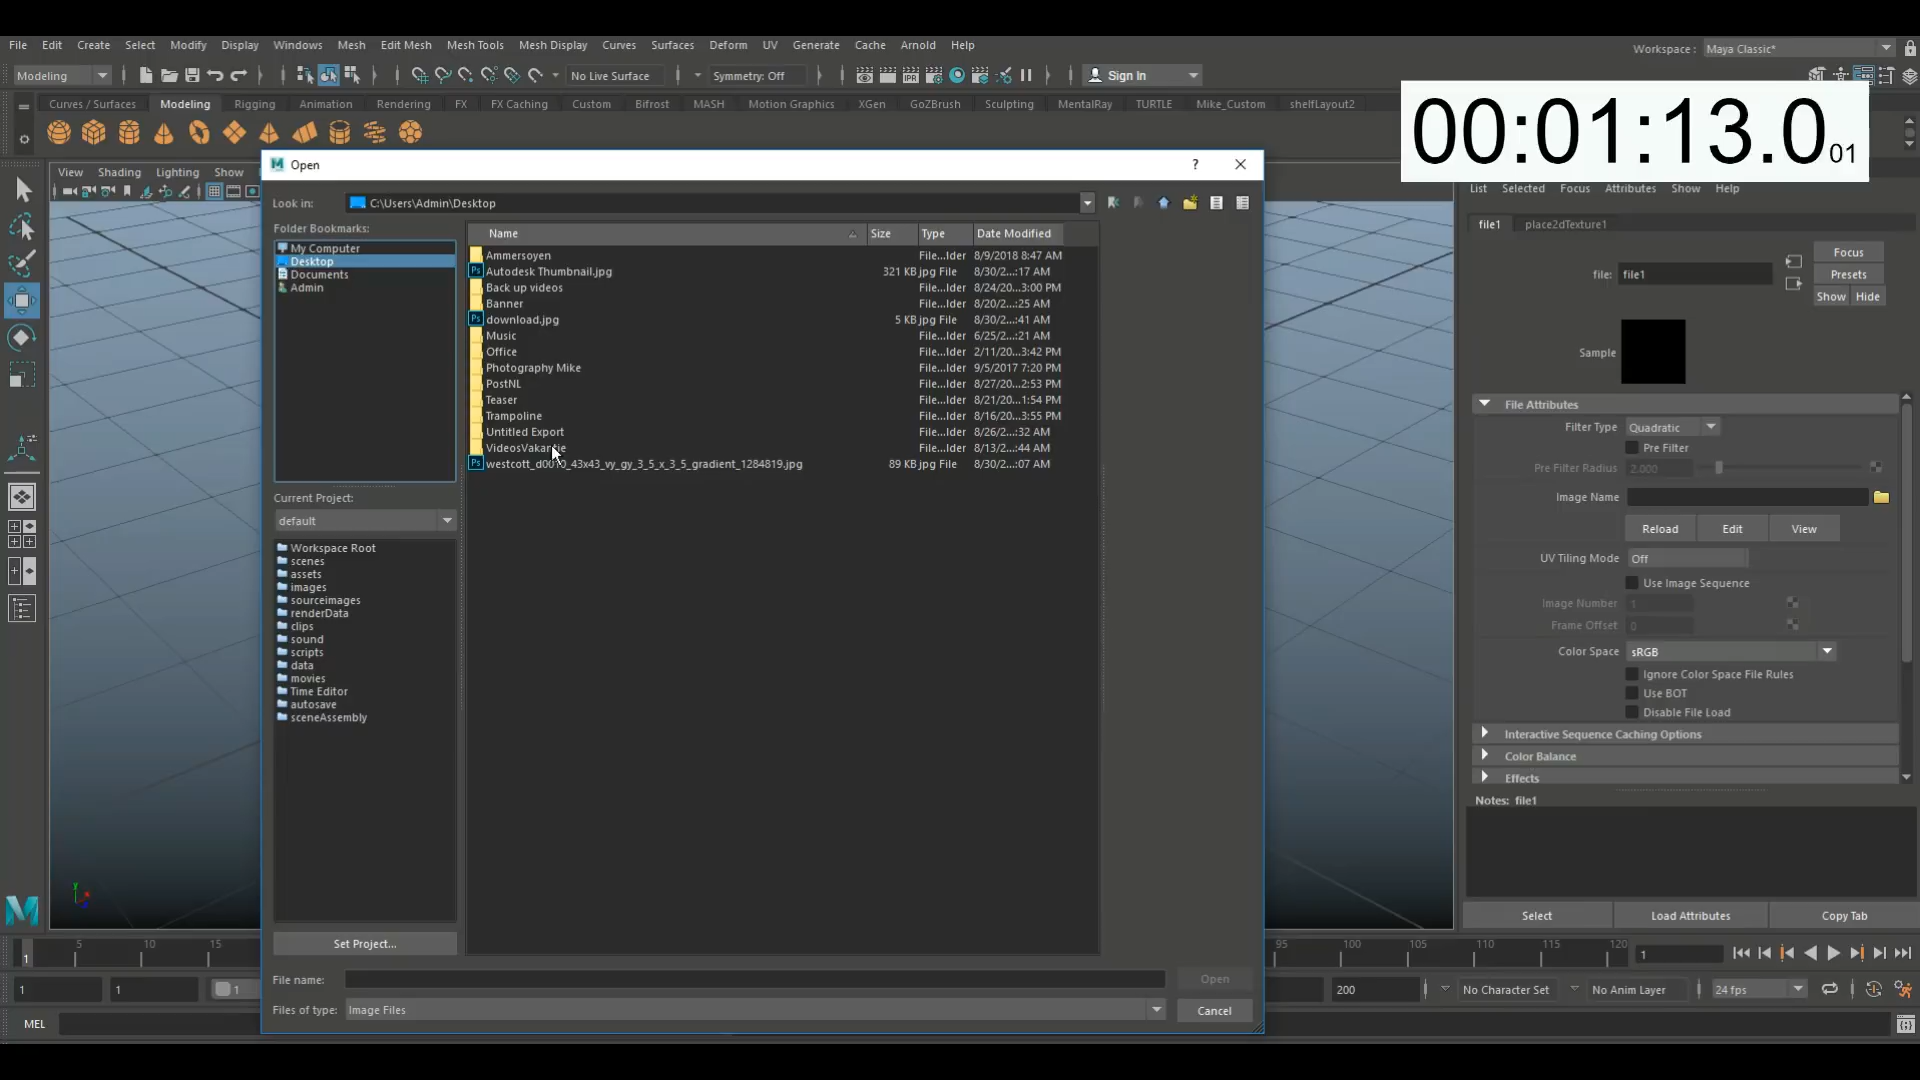 File Edit Create Select Modify Display Windows Mesh Edit Mesh Mesh Tools Mesh Display Curves Surfaces Deform UV Generate Cache Arnold Help
Workspace : Maya Classic*
Modeling No Live Surface Symmetry: Off Sign In
Curves / Surfaces Modeling Rigging Animation Rendering FX FX Caching Custom Bifrost MASH Motion Graphics XGen GoZBrush Sculpting MentalRay TURTLE Mike_Custom shelfLayout2
00:01:13.001
View Shading Lighting Show
Open
?
Look in: C:\Users\Admin\Desktop
Folder Bookmarks:
My Computer
Desktop
Documents
Admin
Name Size Type Date Modified
Ammersoyen File...lder 8/9/2018 8:47 AM
Autodesk Thumbnail.jpg 321 KB jpg File 8/30/2...:17 AM
Back up videos File...lder 8/24/20...3:00 PM
Banner File...lder 8/20/2...:25 AM
download.jpg 5 KB jpg File 8/30/2...:41 AM
Music File...lder 6/25/2...:21 AM
Office File...lder 2/11/20...3:42 PM
Photography Mike File...lder 9/5/2017 7:20 PM
PostNL File...lder 8/27/20...2:53 PM
Teaser File...lder 8/21/20...1:54 PM
Trampoline File...lder 8/16/20...3:55 PM
Untitled Export File...lder 8/26/2...:32 AM
VideosVakantie File...lder 8/13/2...:44 AM
westcott_d0010_43x43_vy_gy_3_5_x_3_5_gradient_1284819.jpg 89 KB jpg File 8/30/2...:07 AM
Current Project:
default
Workspace Root
scenes
assets
images
sourceimages
renderData
clips
sound
scripts
data
movies
Time Editor
autosave
sceneAssembly
Set Project...
File name: Open
Files of type: Image Files Cancel
List Selected Focus Attributes Show Help
file1 place2dTexture1
Focus
file: file1
Presets
Show Hide
Sample
File Attributes
Filter Type Quadratic
Pre Filter
Pre Filter Radius 2.000
Image Name
Reload Edit View
UV Tiling Mode Off
Use Image Sequence
Image Number 1
Frame Offset 0
Color Space sRGB
Ignore Color Space File Rules
Use BOT
Disable File Load
Interactive Sequence Caching Options
Color Balance
Effects
Notes: file1
Select Load Attributes Copy Tab
1 5 10 15 95 100 105 110 115 120 1
1 1 1 200 No Character Set No Anim Layer 24 fps
MEL